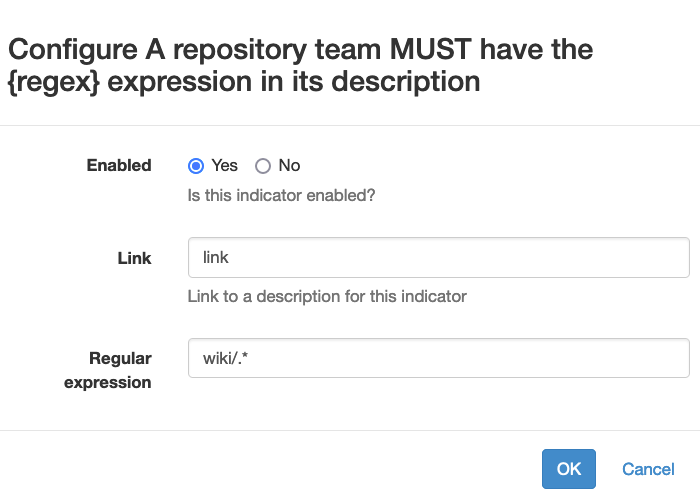 Configure A repository team MUST have the
{regex} expression in its description
Enabled
Yes
No
Is this indicator enabled?
Link
link
Link to a description for this indicator
Regular
expression
wiki/.*
OK
Cancel